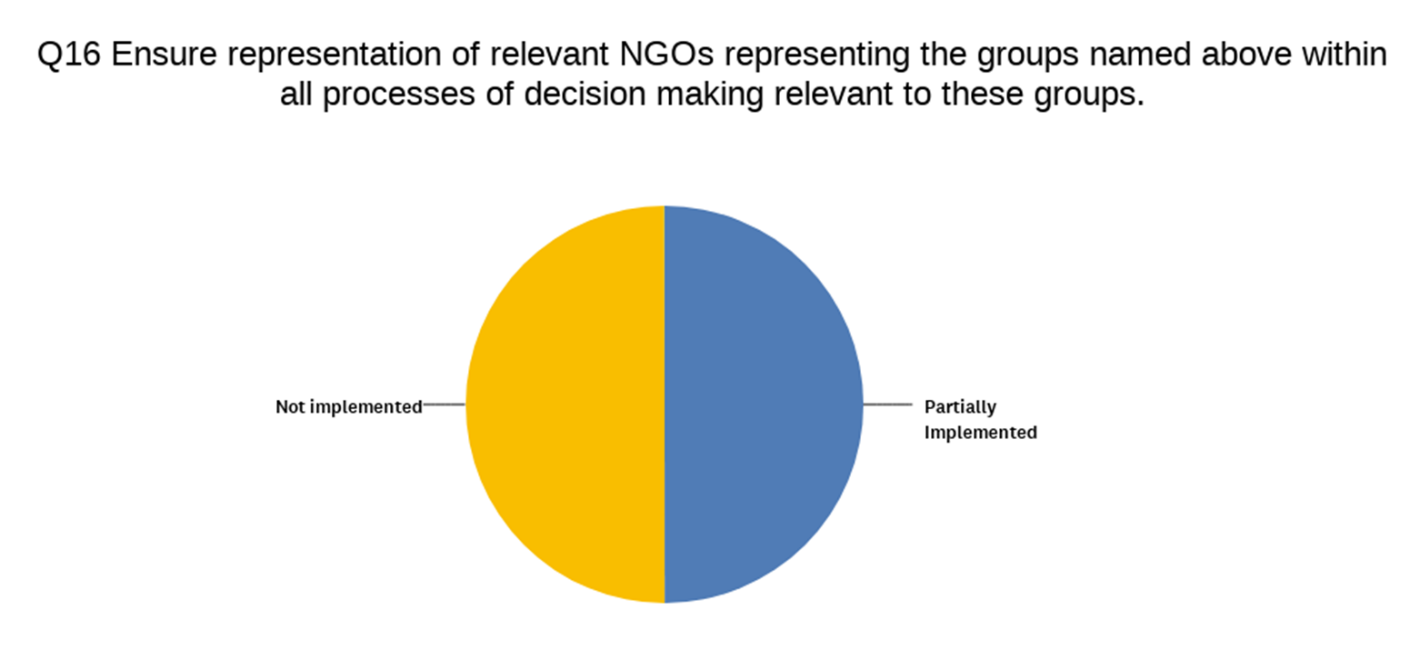 Q16 Ensure representation of relevant NGOs representing the groups named above within
all processes of decision making relevant to these groups.
Not implemented
Partially
Implemented